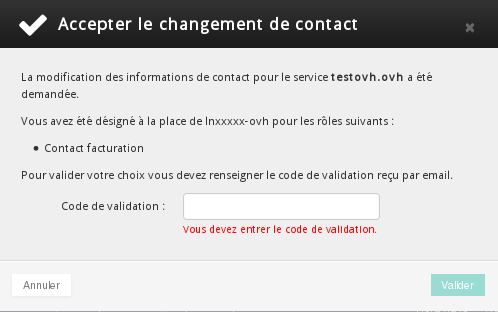 Accepter le changement de contact
La modification des informations de contact pour le service testovh.ovh a été
demandée.
Vous avez été désigné à la place de lnxxxxx-ovh pour les rôles suivants :
• Contact facturation
Pour valider votre choix vous devez renseigner le code de validation reçu par email.
Code de validation :
Vous devez entrer le code de validation.
Annuler
Valider